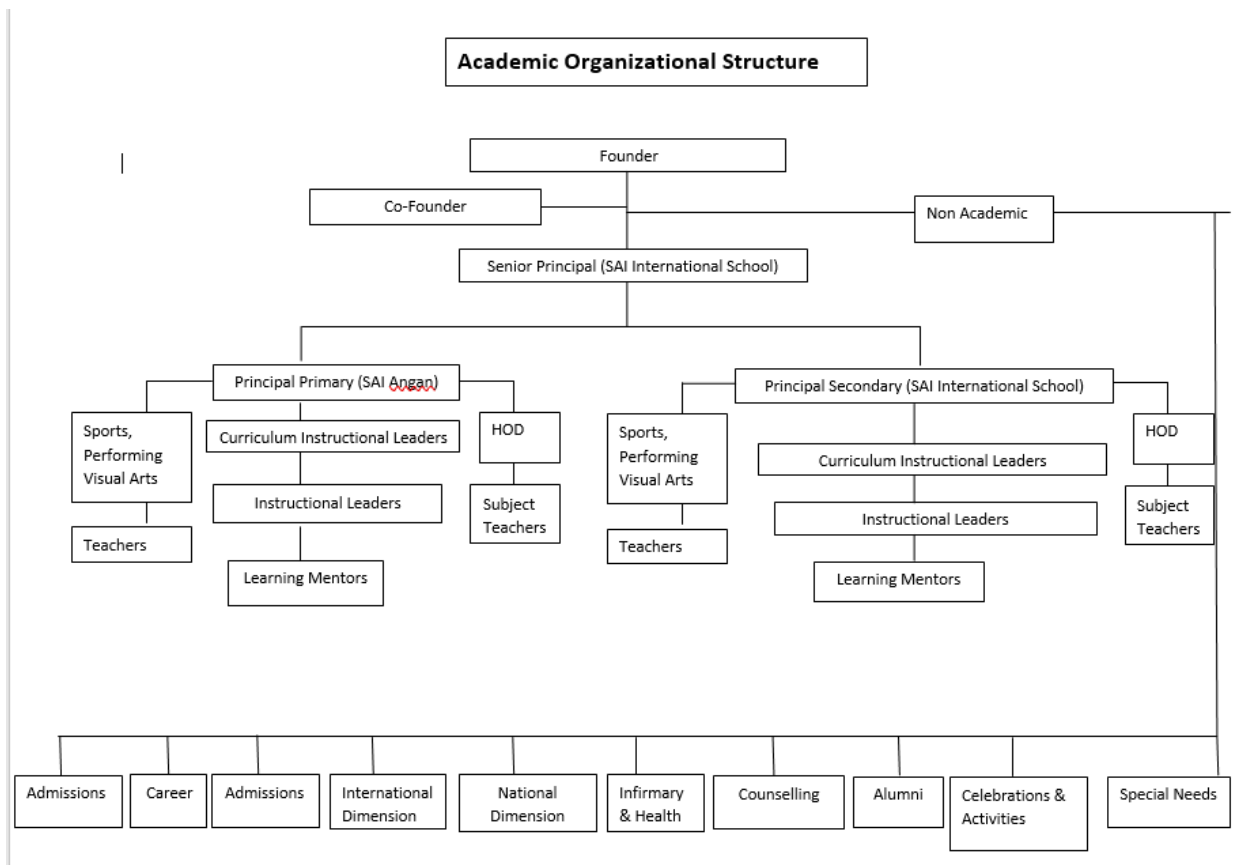 Academic Organizational Structure
Founder
Co-Founder
Non Academic
Senior Principal (SAI International School)
Principal Primary (SAI Angan)
Principal Secondary (SAI International School)
Sports,
Performing
Visual Arts
Teachers
Curriculum Instructional Leaders
Instructional Leaders
Learning Mentors
HOD
Subject
Teachers
Sports,
Performing
Visual Arts
Teachers
Curriculum Instructional Leaders
Instructional Leaders
Learning Mentors
HOD
Subject
Teachers
Admissions
Career
Admissions
International
Dimension
National
Dimension
Infirmary
& Health
Counselling
Alumni
Celebrations &
Activities
Special Needs